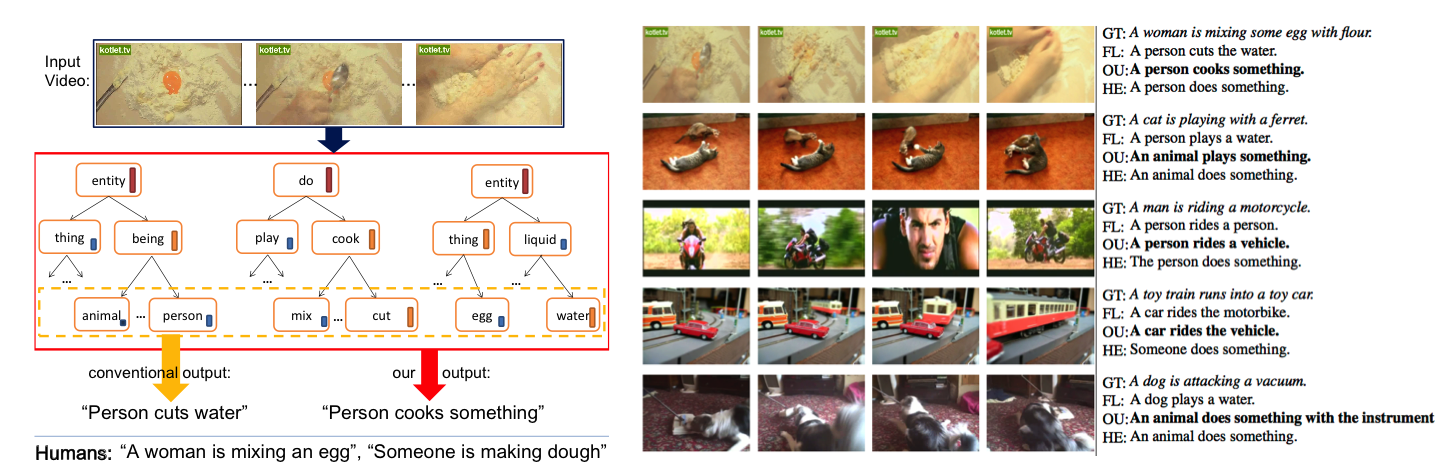 Input
Video:
kotlet.tv
...
kotlet.tv
...
kotlet.tv
entity
do
entity
thing
being
play
cook
thing
liquid
...
...
...
...
animal
...
person
mix
...
cut
egg
water
conventional output:
our output:
“Person cuts water”
“Person cooks something”
Humans: “A woman is mixing an egg”, “Someone is making dough”
kotlet.tv
kotlet.tv
kotlet.tv
kotlet.tv
GT: A woman is mixing some egg with flour.
FL: A person cuts the water.
OU: A person cooks something.
HE: A person does something.
GT: A cat is playing with a ferret.
FL: A person plays a water.
OU: An animal plays something.
HE: An animal does something.
GT: A man is riding a motorcycle.
FL: A person rides a person.
OU: A person rides a vehicle.
HE: The person does something.
GT: A toy train runs into a toy car.
FL: A car rides the motorbike.
OU: A car rides the vehicle.
HE: Someone does something.
GT: A dog is attacking a vacuum.
FL: A dog plays a water.
OU: An animal does something with the instrument
HE: An animal does something.